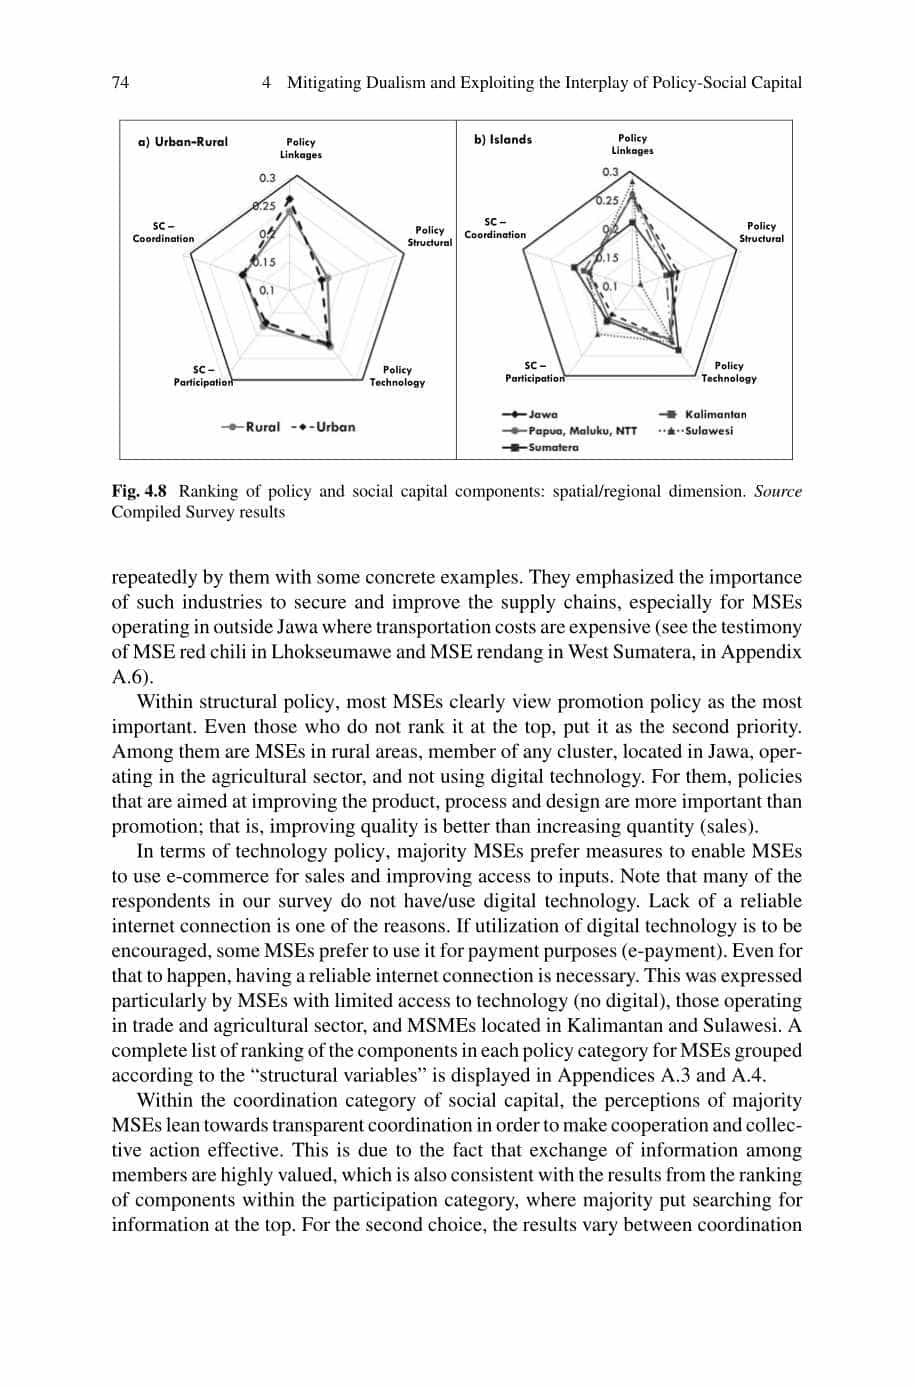 74 4 Mitigating Dualism and Exploiting the Interplay of Policy-Social Capital
a) Urban-Rural
Policy
Linkages
0.3
0.25
0.2
0.15
0.1
SC –
Coordination
Policy
Structural
SC –
Participation
Policy
Technology
Rural Urban
b) Islands
Policy
Linkages
0.3
0.25
0.2
0.15
0.1
SC –
Coordination
Policy
Structural
SC –
Participation
Policy
Technology
Jawa Kalimantan
Papua, Maluku, NTT Sulawesi
Sumatera
Fig. 4.8 Ranking of policy and social capital components: spatial/regional dimension. Source
Compiled Survey results
repeatedly by them with some concrete examples. They emphasized the importance
of such industries to secure and improve the supply chains, especially for MSEs
operating in outside Jawa where transportation costs are expensive (see the testimony
of MSE red chili in Lhokseumawe and MSE rendang in West Sumatera, in Appendix
A.6).
Within structural policy, most MSEs clearly view promotion policy as the most
important. Even those who do not rank it at the top, put it as the second priority.
Among them are MSEs in rural areas, member of any cluster, located in Jawa, oper-
ating in the agricultural sector, and not using digital technology. For them, policies
that are aimed at improving the product, process and design are more important than
promotion; that is, improving quality is better than increasing quantity (sales).
In terms of technology policy, majority MSEs prefer measures to enable MSEs
to use e-commerce for sales and improving access to inputs. Note that many of the
respondents in our survey do not have/use digital technology. Lack of a reliable
internet connection is one of the reasons. If utilization of digital technology is to be
encouraged, some MSEs prefer to use it for payment purposes (e-payment). Even for
that to happen, having a reliable internet connection is necessary. This was expressed
particularly by MSEs with limited access to technology (no digital), those operating
in trade and agricultural sector, and MSMEs located in Kalimantan and Sulawesi. A
complete list of ranking of the components in each policy category for MSEs grouped
according to the “structural variables” is displayed in Appendices A.3 and A.4.
Within the coordination category of social capital, the perceptions of majority
MSEs lean towards transparent coordination in order to make cooperation and collec-
tive action effective. This is due to the fact that exchange of information among
members are highly valued, which is also consistent with the results from the ranking
of components within the participation category, where majority put searching for
information at the top. For the second choice, the results vary between coordination